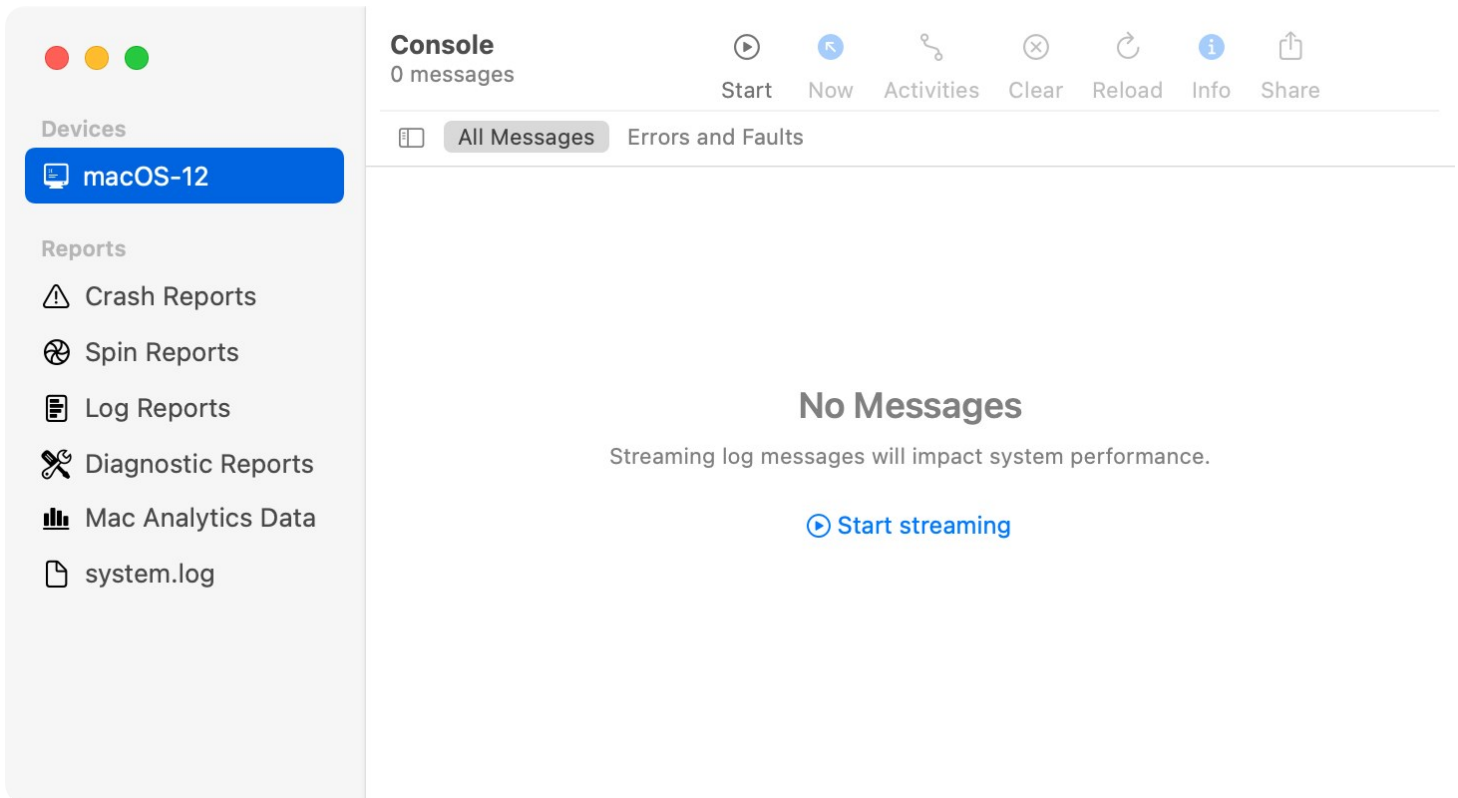 Console
0 messages
Start
Now
Activities
Clear
Reload
Info
Share
All Messages
Errors and Faults
Devices
macOS-12
Reports
Crash Reports
Spin Reports
Log Reports
Diagnostic Reports
Mac Analytics Data
system.log
No Messages
Streaming log messages will impact system performance.
Start streaming